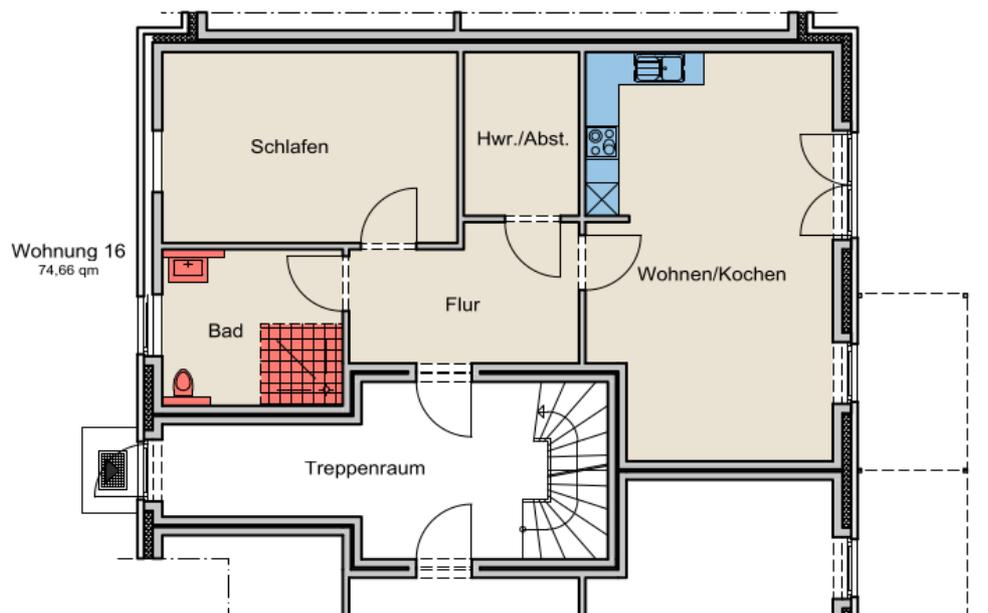 Schlafen
Hwr./Abst.
Wohnung 16
74,66 qm
Wohnen/Kochen
Flur
Bad
Treppenraum